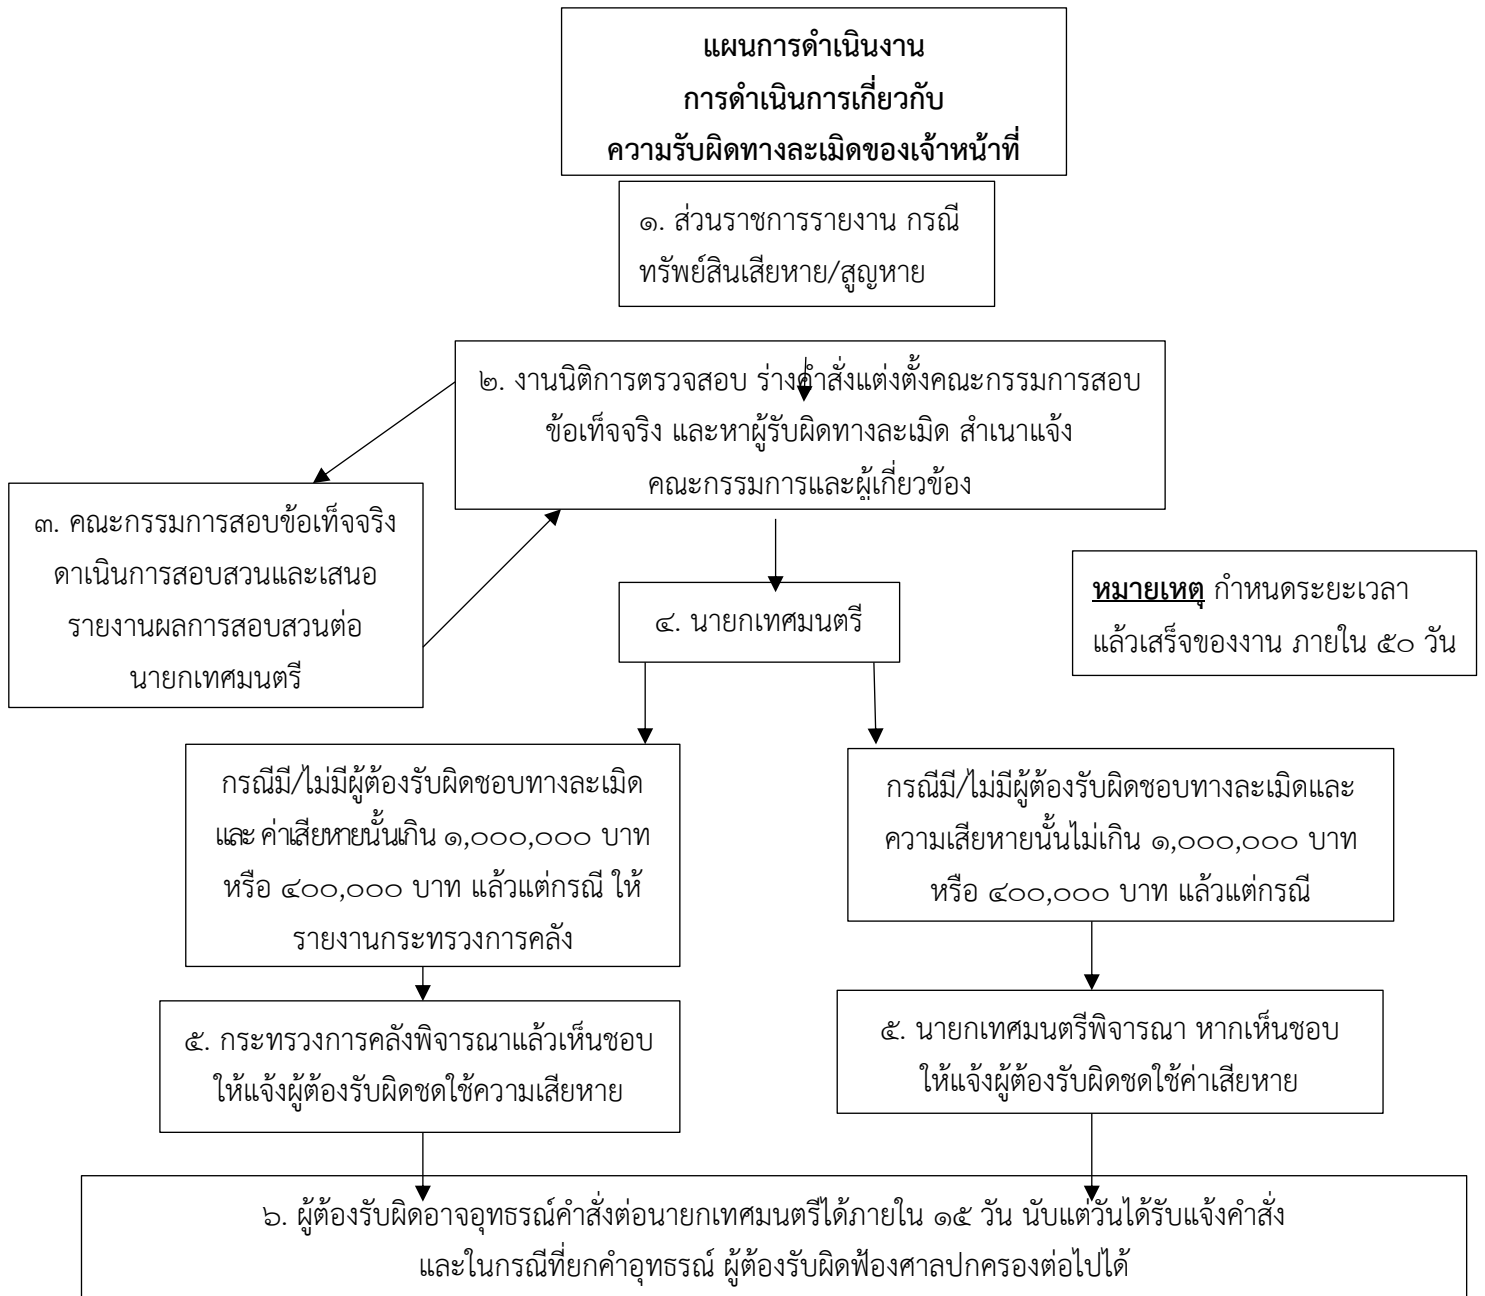 แผนการดำเนินงาน
การดำเนินการเกี่ยวกับ
ความรับผิดทางละเมิดของเจ้าหน้าที่
๑. ส่วนราชการรายงาน กรณี
ทรัพย์สินเสียหาย/สูญหาย
๒. งานนิติการตรวจสอบ ร่างคำสั่งแต่งตั้งคณะกรรมการสอบ
ข้อเท็จจริง และหาผู้รับผิดทางละเมิด สำเนาแจ้ง
คณะกรรมการและผู้เกี่ยวข้อง
๓. คณะกรรมการสอบข้อเท็จจริง
ดาเนินการสอบสวนและเสนอ
รายงานผลการสอบสวนต่อ
นายกเทศมนตรี
๔. นายกเทศมนตรี
หมายเหตุ กำหนดระยะเวลา
แล้วเสร็จของงาน ภายใน ๕๐ วัน
กรณีมี/ไม่มีผู้ต้องรับผิดชอบทางละเมิด
และ ค่าเสียหายนั้นเกิน ๑,๐๐๐,๐๐๐ บาท
หรือ ๔๐๐,๐๐๐ บาท แล้วแต่กรณี ให้
รายงานกระทรวงการคลัง
กรณีมี/ไม่มีผู้ต้องรับผิดชอบทางละเมิดและ
ความเสียหายนั้นไม่เกิน ๑,๐๐๐,๐๐๐ บาท
หรือ ๔๐๐,๐๐๐ บาท แล้วแต่กรณี
๕. กระทรวงการคลังพิจารณาแล้วเห็นชอบ
ให้แจ้งผู้ต้องรับผิดชดใช้ความเสียหาย
๕. นายกเทศมนตรีพิจารณา หากเห็นชอบ
ให้แจ้งผู้ต้องรับผิดชดใช้ค่าเสียหาย
๖. ผู้ต้องรับผิดอาจอุทธรณ์คำสั่งต่อนายกเทศมนตรีได้ภายใน ๑๕ วัน นับแต่วันได้รับแจ้งคำสั่ง
และในกรณีที่ยกคำอุทธรณ์ ผู้ต้องรับผิดฟ้องศาลปกครองต่อไปได้